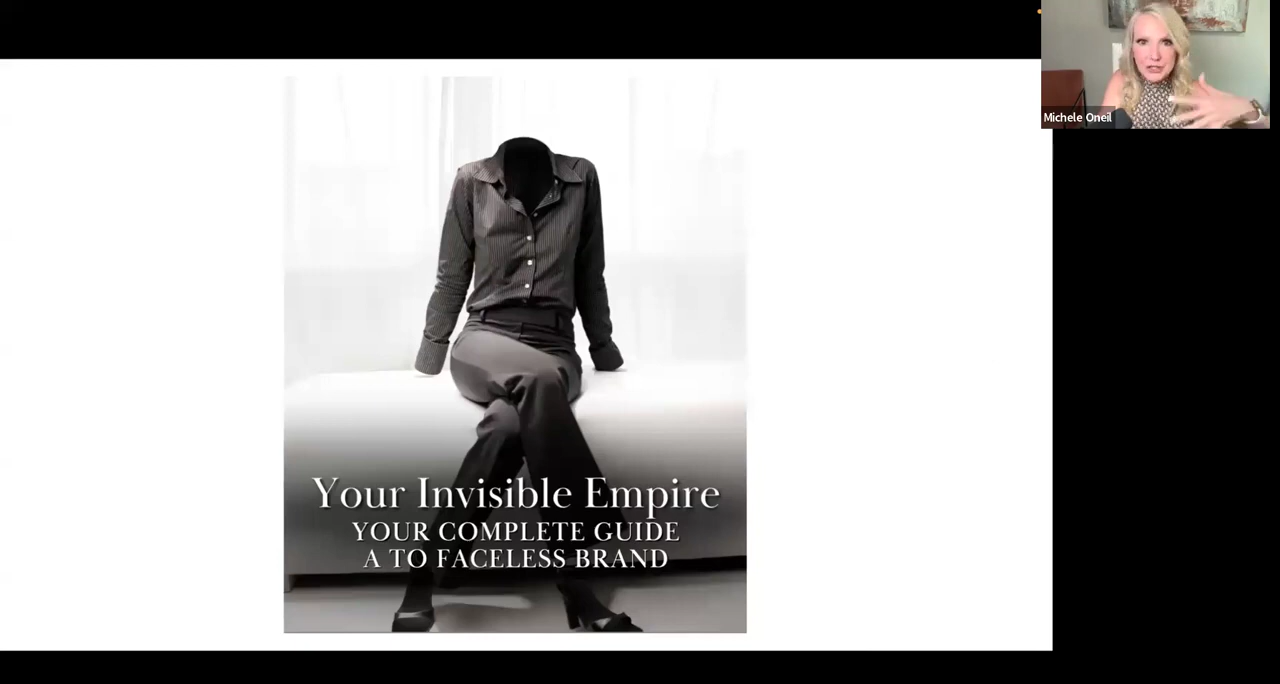 Michele Oneil
Your Invisible Empire
YOUR COMPLETE GUIDE
A TO FACELESS BRAND